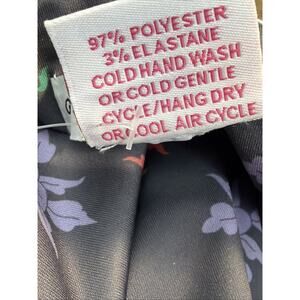 97% POLYESTER
3% ELASTANE
COLD HAND WASH
OR COLD GENTLE
CYCLE/HANG DRY
OR COOL AIR CYCLE
G